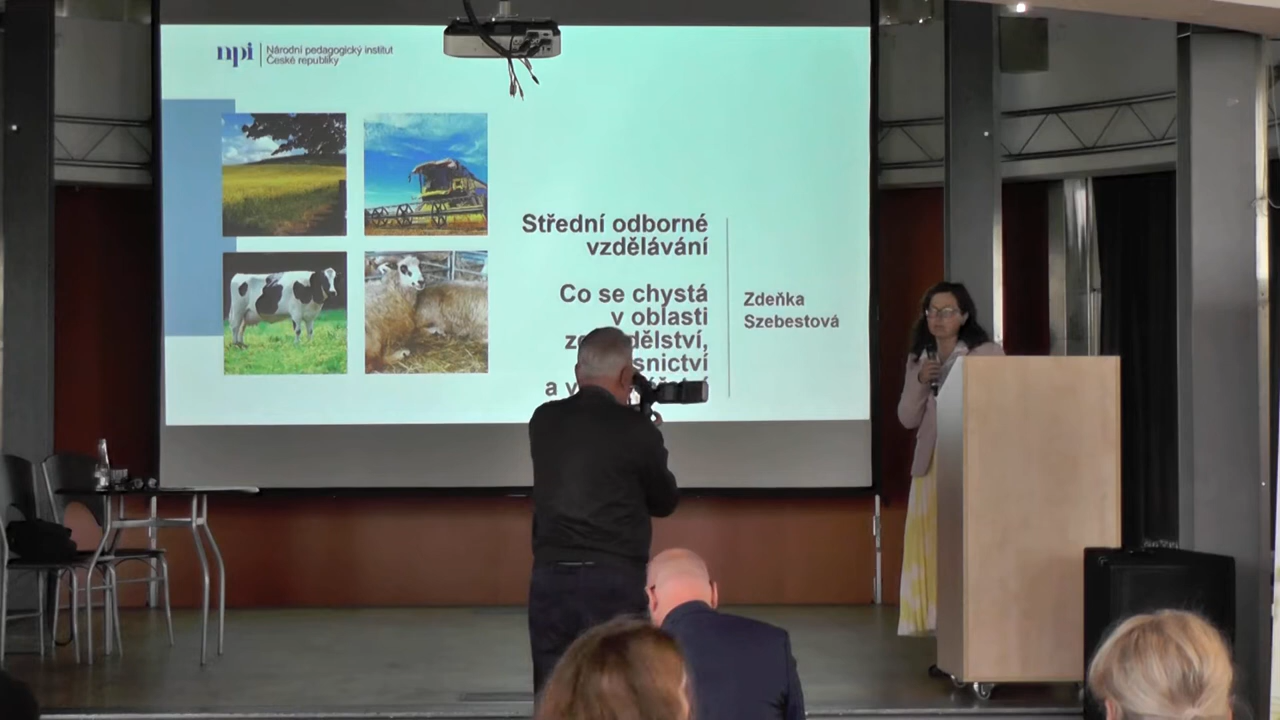 npi
Národní pedagogický institut
České republiky
Střední odborné
vzdělávání
Co se chystá
v oblasti
Zdeňka
Szebestová